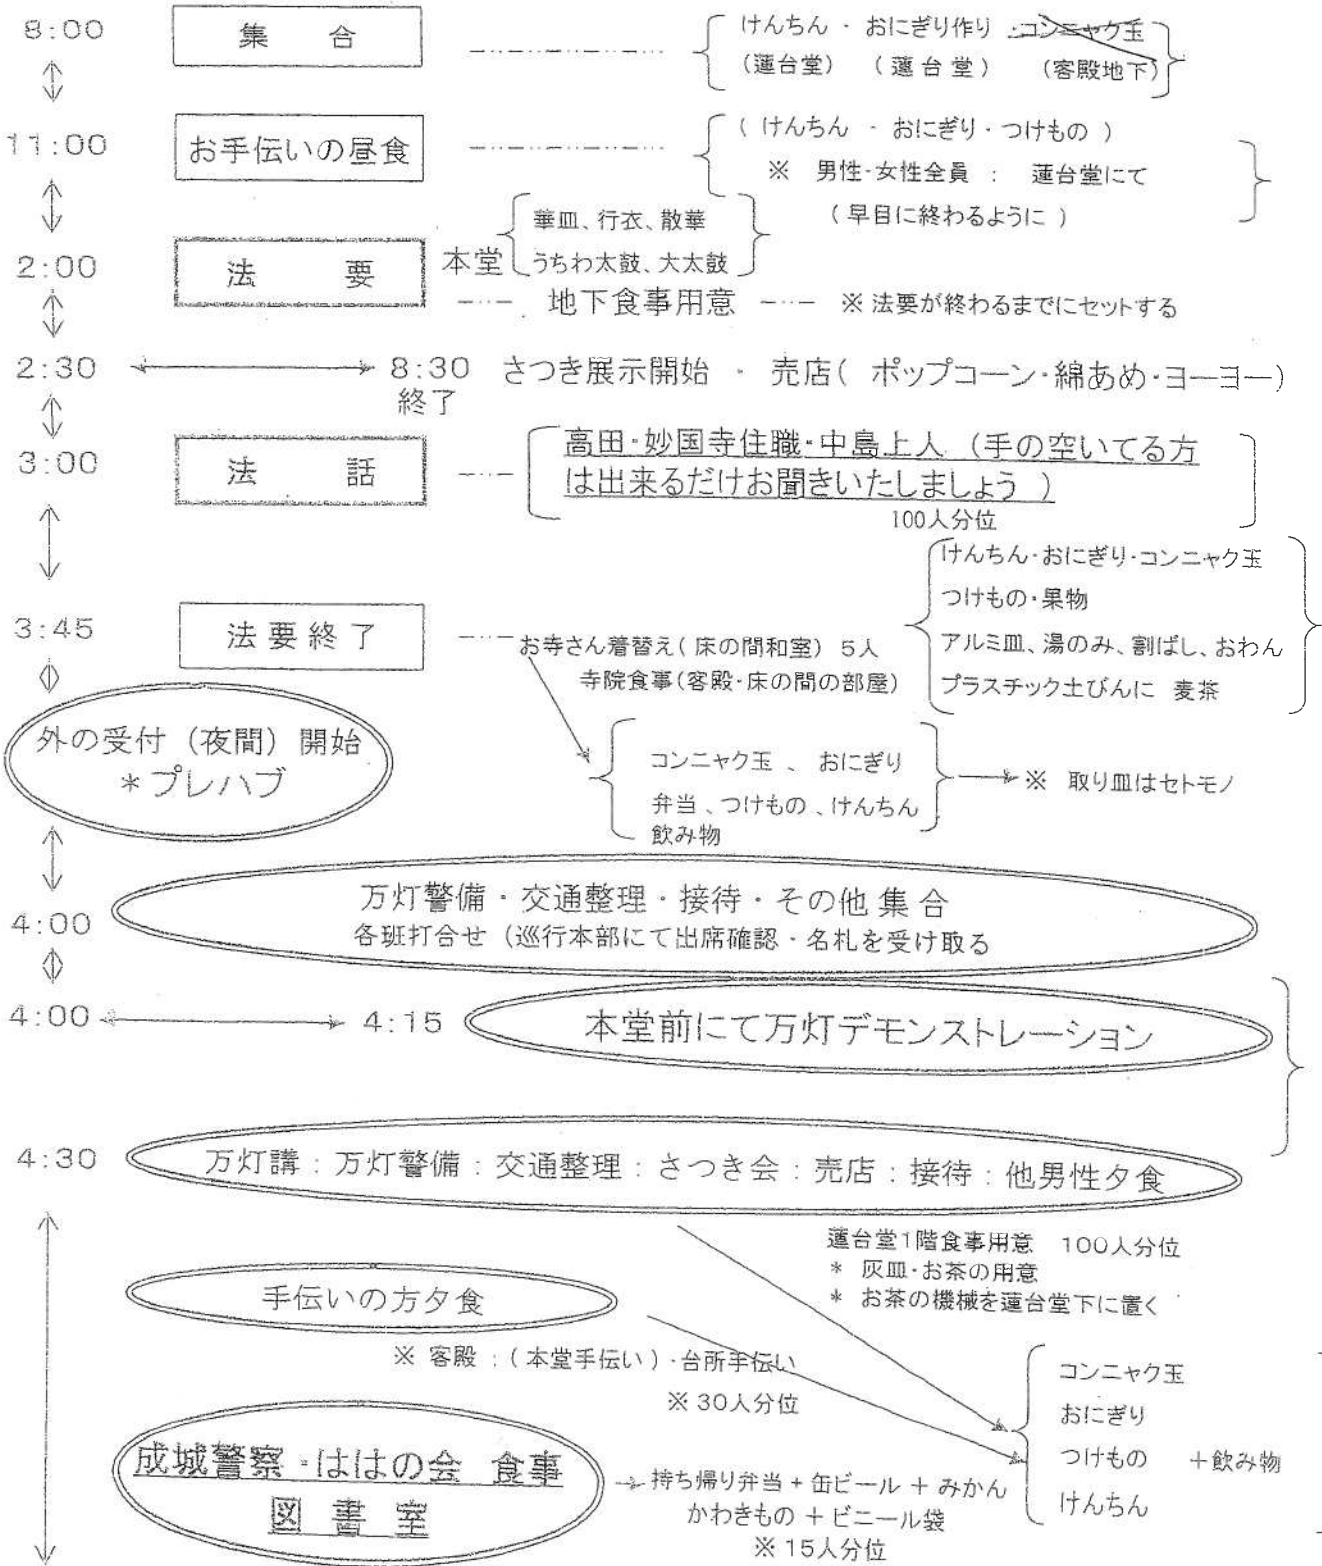 8:00 集合 けんちん・おにぎり作り ・コンニャク玉
(蓮台堂) (蓮台堂) (客殿地下)
11:00 お手伝いの昼食 (けんちん・おにぎり・つけもの)
※ 男性・女性全員 : 蓮台堂にて
(早目に終わるように)
華皿、行衣、散華
2:00 法要 本堂 うちわ太鼓、大太鼓
地下食事用意 ※ 法要が終わるまでにセットする
2:30 8:30 さつき展示開始 ・ 売店(ポップコーン・綿あめ・ヨーヨー)
終了
3:00 法話 高田・妙国寺住職・中島上人 (手の空いてる方
は出来るだけお聞きいたしましょう)
100人分位
けんちん・おにぎり・コンニャク玉
つけもの・果物
アルミ皿、湯のみ、割ばし、おわん
プラスチック土びんに 麦茶
3:45 法要終了 お寺さん着替え(床の間和室) 5人
寺院食事(客殿・床の間の部屋)
外の受付(夜間)開始
*プレハブ
コンニャク玉 、 おにぎり
弁当、つけもの、けんちん
飲み物
※ 取り皿はセトモノ
4:00 万灯警備・交通整理・接待・その他集合
各班打合せ (巡行本部にて出席確認・名札を受け取る
4:00 4:15 本堂前にて万灯デモンストレーション
4:30 万灯講:万灯警備:交通整理:さつき会:売店:接待:他男性夕食
蓮台堂1階食事用意 100人分位
* 灰皿・お茶の用意
* お茶の機械を蓮台堂下に置く
手伝いの方夕食
※ 客殿:(本堂手伝い)・台所手伝い
※ 30人分位
コンニャク玉
おにぎり
つけもの +飲み物
けんちん
成城警察・ははの会 食事
図書室
持ち帰り弁当 + 缶ビール + みかん
かわきもの + ビニール袋
※ 15人分位